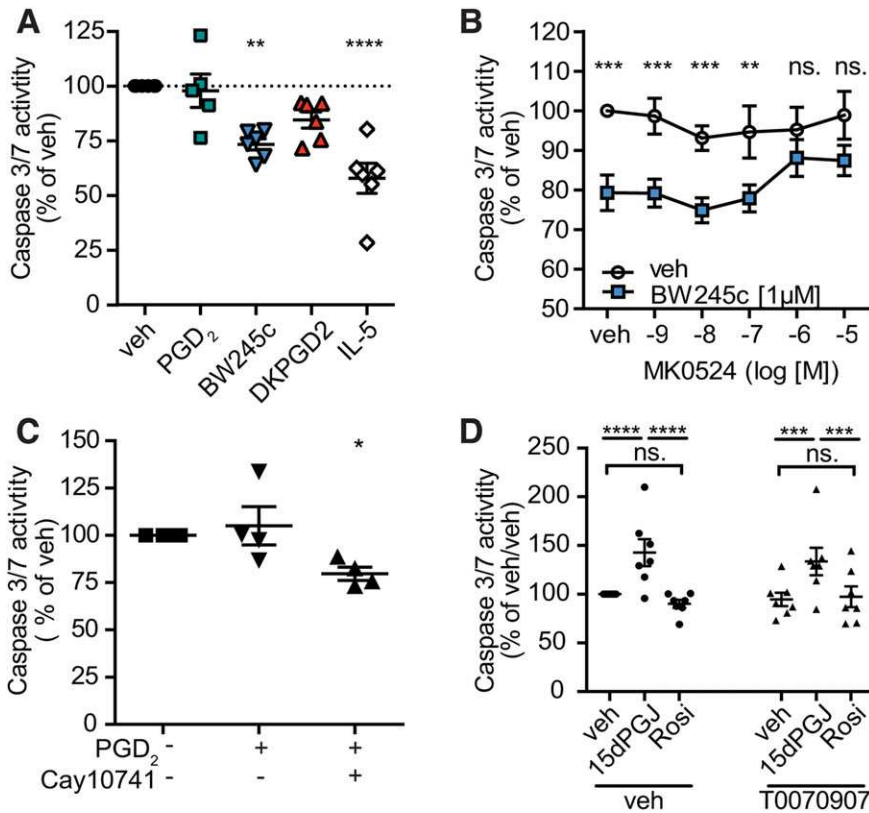 A
Caspase 3/7 activtity
(% of veh)
125
100
75
50
25
0
** ****
veh
PGD2
BW245c
DKPGD2
IL-5
B
Caspase 3/7 activtity
(% of veh)
120
110
100
90
80
70
60
50
*** *** *** ** ns. ns.
veh
BW245c [1µM]
veh -9 -8 -7 -6 -5
MK0524 (log [M])
C
Caspase 3/7 activtity
( % of veh)
150
125
100
75
50
25
0
*
PGD2 - + +
Cay10741 - - +
D
Caspase 3/7 activtity
(% of veh/veh)
250
200
150
100
50
0
**** **** *** ***
ns. ns.
veh
15dPGJ
Rosi
veh
15dPGJ
Rosi
veh T0070907